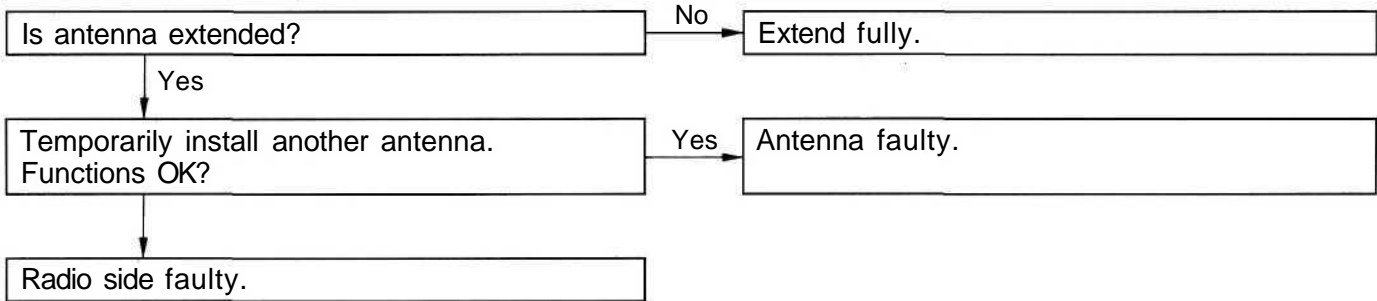 Is antenna extended?
No
Extend fully.
Yes
Temporarily install another antenna.
Functions OK?
Yes
Antenna faulty.
Radio side faulty.